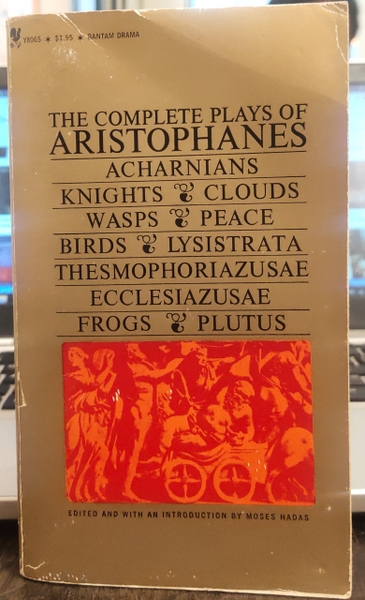 Y8065 ★ $1.95 ★ BANTAM DRAMA
THE COMPLETE PLAYS OF
ARISTOPHANES
ACHARNIANS
KNIGHTS CLOUDS
WASPS PEACE
BIRDS LYSISTRATA
THESMOPHORIAZUSAE
ECCLESIAZUSAE
FROGS PLUTUS
EDITED AND WITH AN INTRODUCTION BY MOSES HADAS